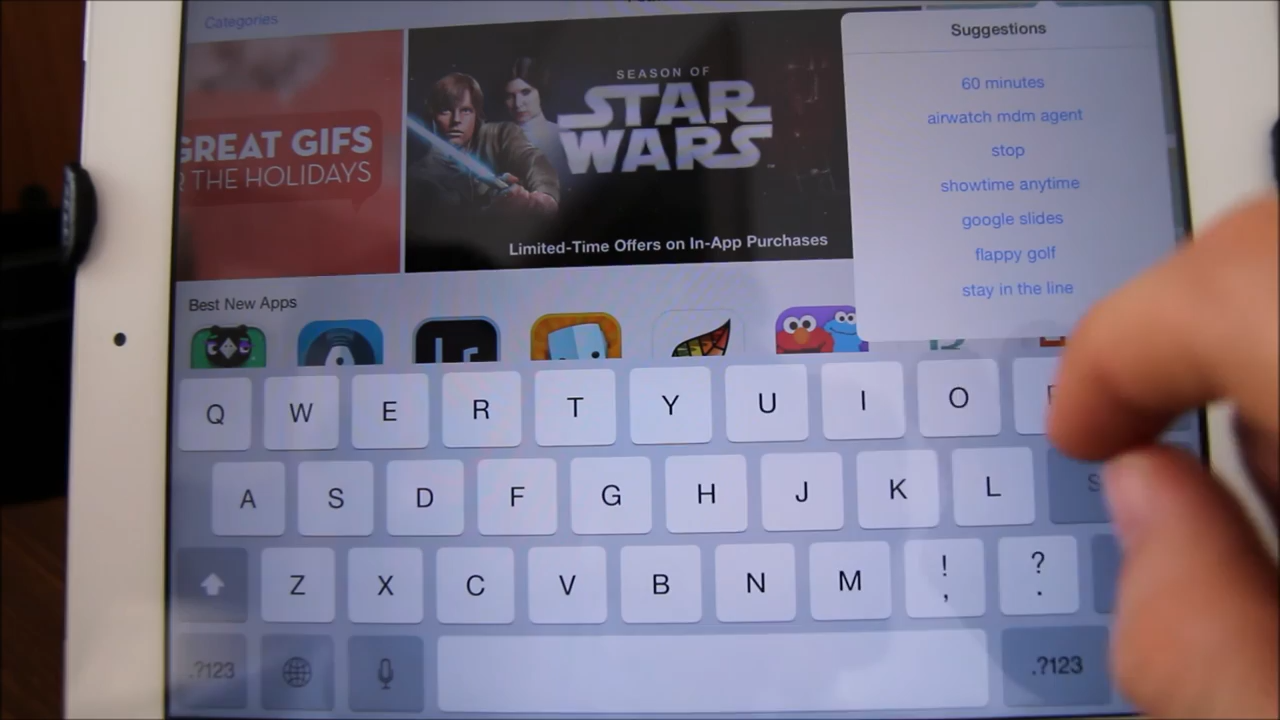 Categories
GREAT GIFS
THE HOLIDAYS
SEASON OF
STAR
WARS
Limited-Time Offers on In-App Purchases
Suggestions
60 minutes
airwatch mdm agent
stop
showtime anytime
google slides
flappy golf
stay in the line
Best New Apps
Q W E R T Y U I O
A S D F G H J K L S
Z X C V B N M ! , ? .
.?123 .?123